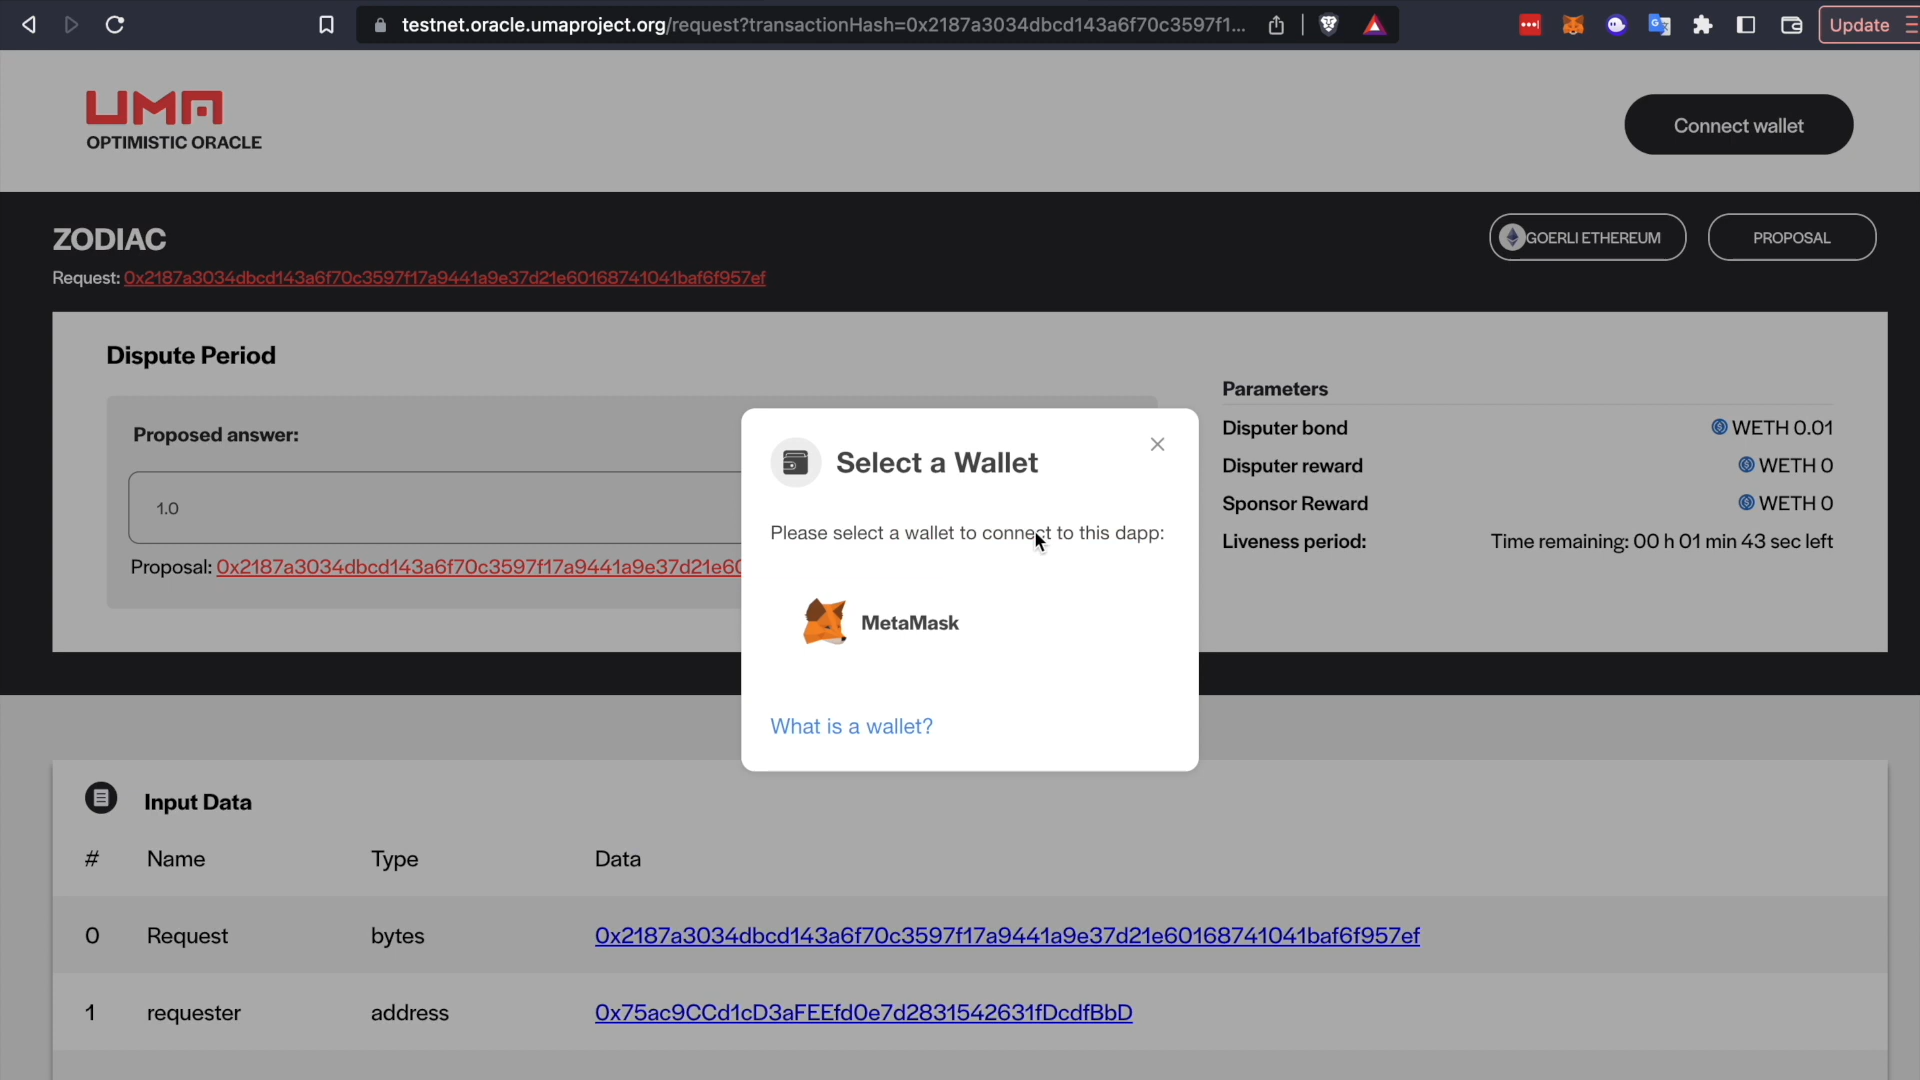 testnet.oracle.umaproject.org/request?transactionHash=0x2187a3034dbcd143a6f70c3597f1...
Update
UMA
OPTIMISTIC ORACLE
Connect wallet
ZODIAC
GOERLI ETHEREUM
PROPOSAL
Request: 0x2187a3034dbcd143a6f70c3597f17a9441a9e37d21e60168741041baf6f957ef
Dispute Period
Proposed answer:
1.0
Proposal: 0x2187a3034dbcd143a6f70c3597f17a9441a9e37d21e60
Parameters
Disputer bond WETH 0.01
Disputer reward WETH 0
Sponsor Reward WETH 0
Liveness period: Time remaining: 00 h 01 min 43 sec left
Select a Wallet
Please select a wallet to connect to this dapp:
MetaMask
What is a wallet?
Input Data
# Name Type Data
0 Request bytes 0x2187a3034dbcd143a6f70c3597f17a9441a9e37d21e60168741041baf6f957ef
1 requester address 0x75ac9CCd1cD3aFEEfd0e7d2831542631fDcdfBbD